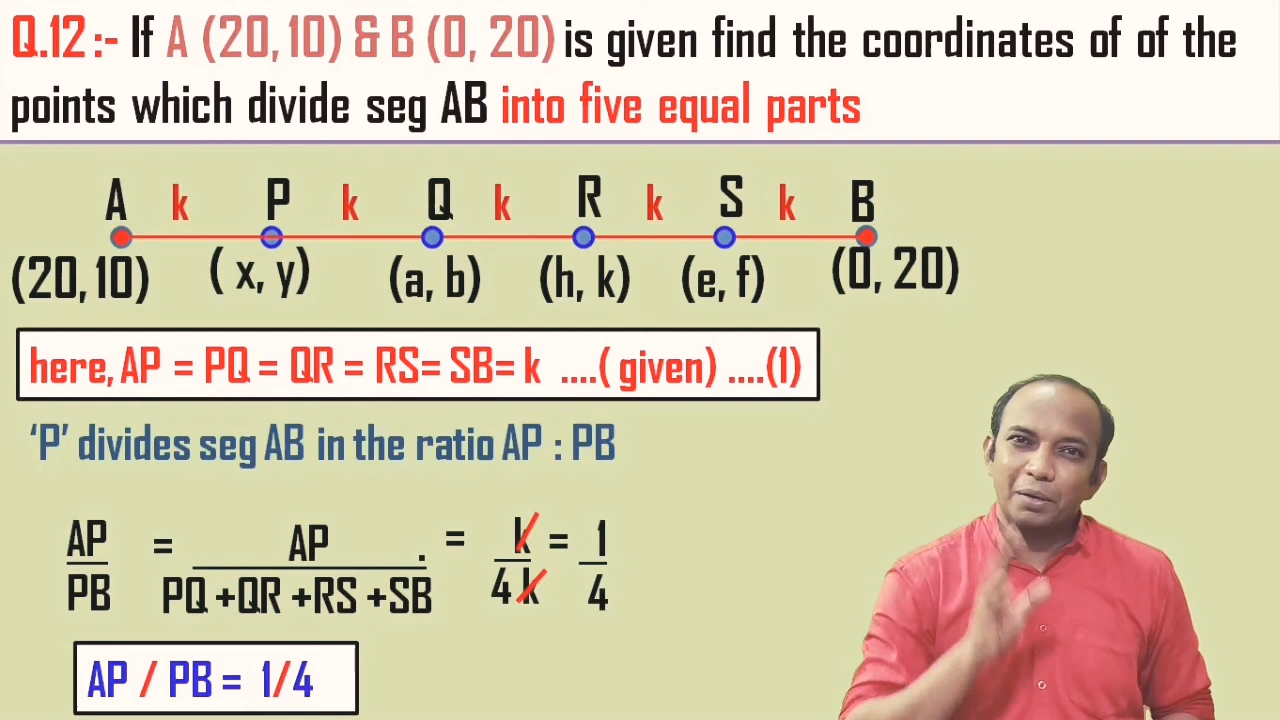 Q.12 :- If A (20, 10) & B (0, 20) is given find the coordinates of of the
points which divide seg AB into five equal parts
A k P k Q k R k S k B
(20, 10) ( x, y) (a, b) (h, k) (e, f) (0, 20)
here, AP = PQ = QR = RS= SB= k ....( given) ....(1)
‘P’ divides seg AB in the ratio AP : PB
AP = AP . = k = 1
PB PQ +QR +RS +SB 4 k 4
AP / PB = 1/4